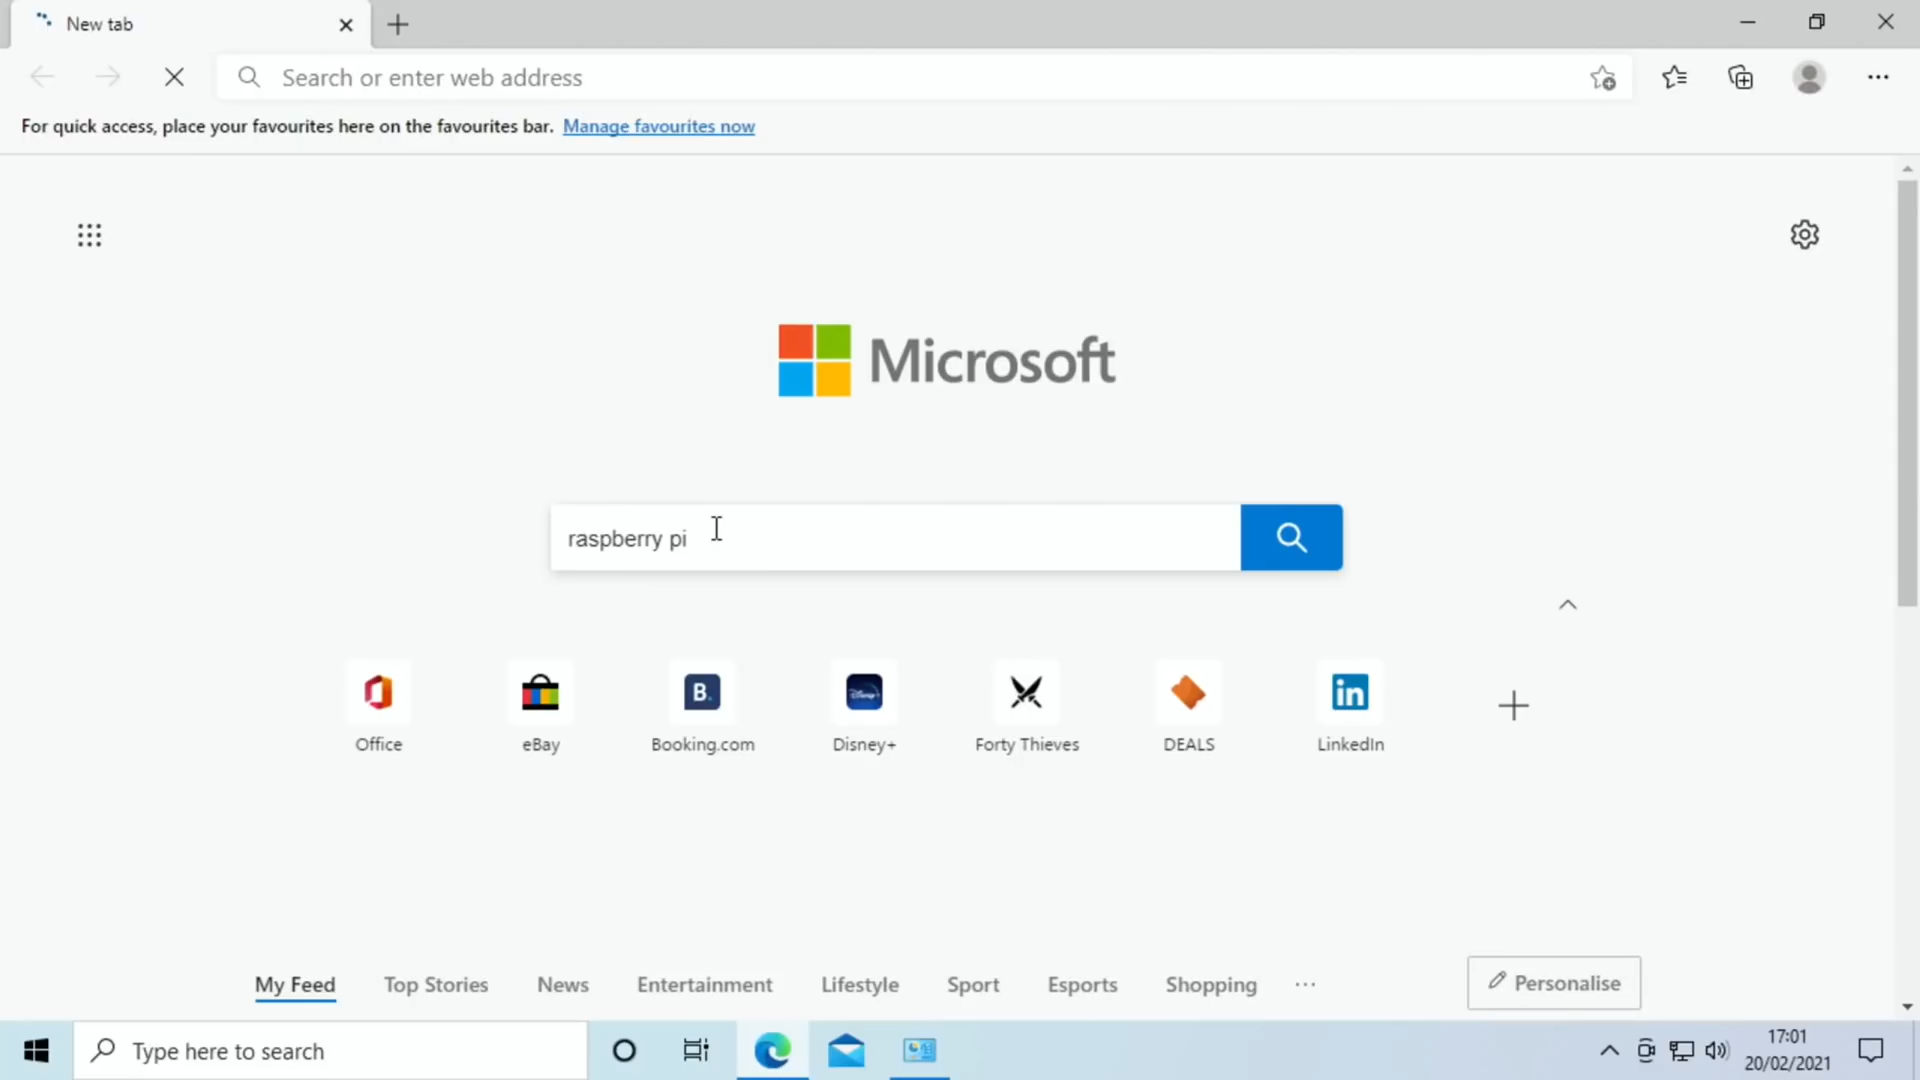 New tab
Search or enter web address
For quick access, place your favourites here on the favourites bar. Manage favourites now
Microsoft
raspberry pi
Office eBay Booking.com Disney+ Forty Thieves DEALS LinkedIn
My Feed Top Stories News Entertainment Lifestyle Sport Esports Shopping ... Personalise
Type here to search
17:01
20/02/2021